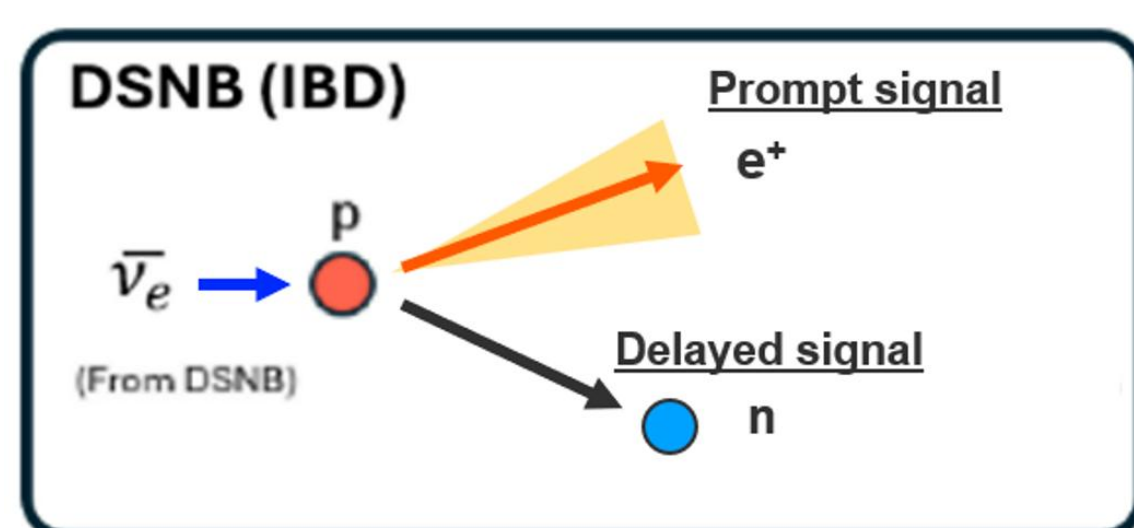 DSNB (IBD)
Prompt signal
e⁺
p
ν̅ₑ
(From DSNB)
Delayed signal
n